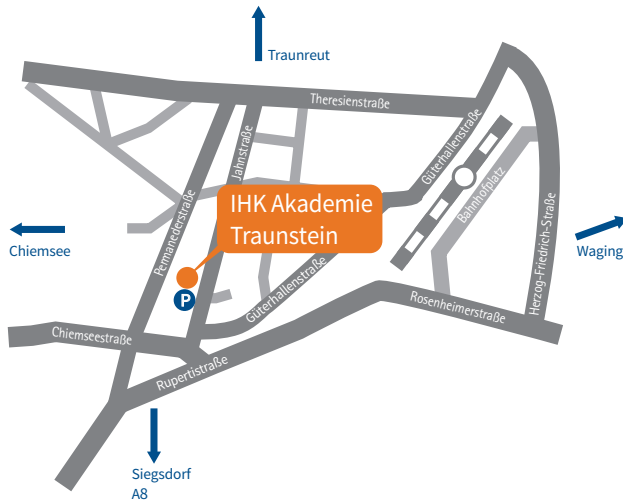 Traunreut
Theresienstraße
Jahnstraße
Güterhallenstraße
Permanederstraße
IHK Akademie
Traunstein
Bahnhofplatz
Chiemsee
Waging
Herzog-Friedrich-Straße
P
Güterhallenstraße
Rosenheimerstraße
Chiemseestraße
Rupertistraße
Siegsdorf
A8